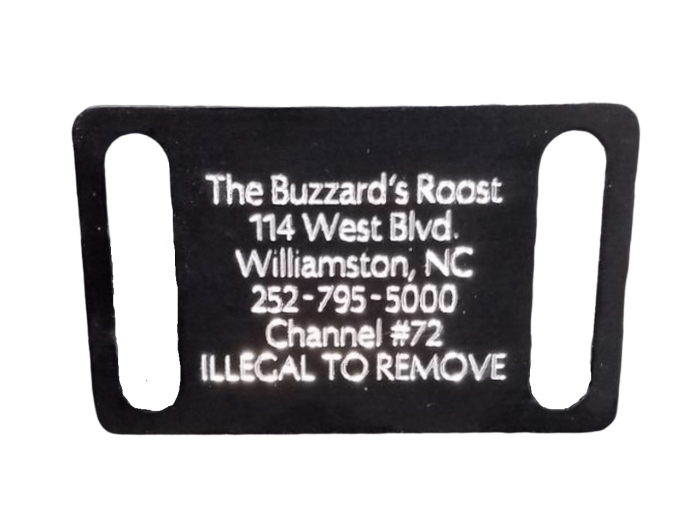 The Buzzard's Roost
114 West Blvd.
Williamston, NC
252-795-5000
Channel #72
ILLEGAL TO REMOVE